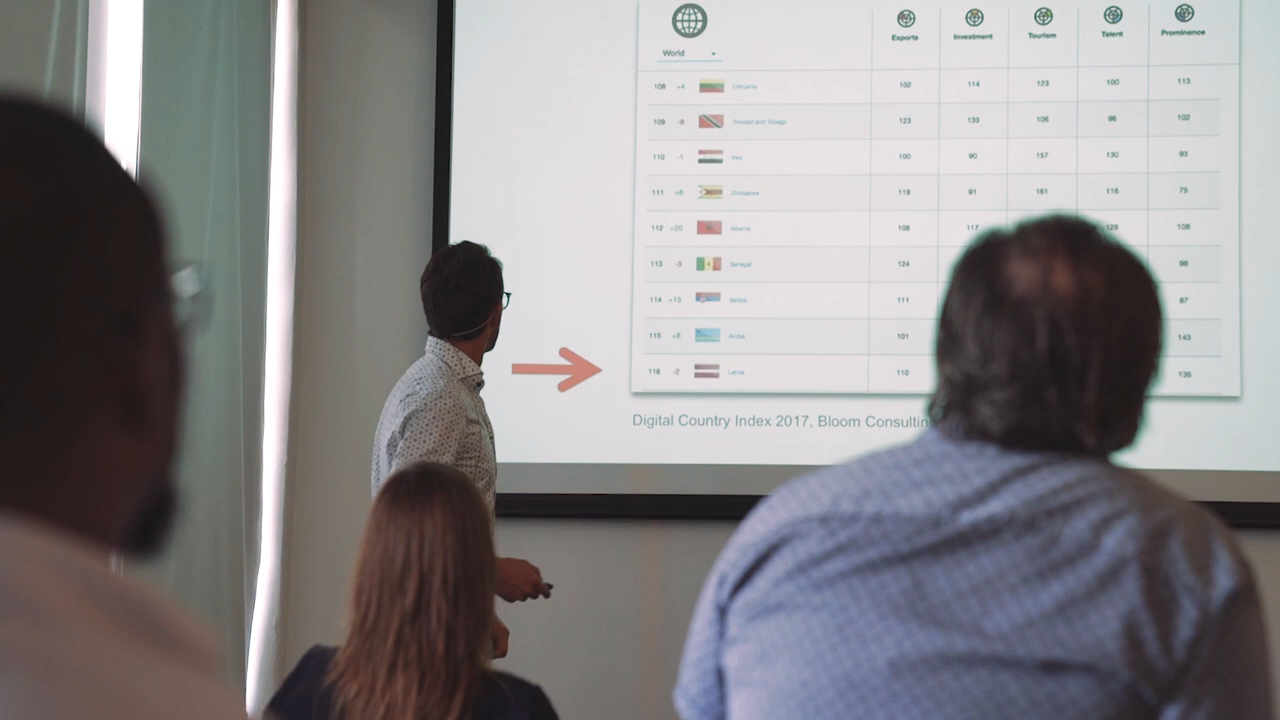 World Exports Investment Tourism Talent Prominence
108 +4 Lithuania 102 114 123 100 113
109 -8 Trinidad and Tobago 123 133 106 96 102
110 -1 Iraq 100 90 157 130 93
111 +6 Zimbabwe 119 91 161 116 75
112 +20 Albania 108 117 128 108
113 -3 Senegal 124 98
114 +13 Serbia 111 87
115 +8 Aruba 101 143
116 -2 Latvia 110 136
Digital Country Index 2017, Bloom Consultin